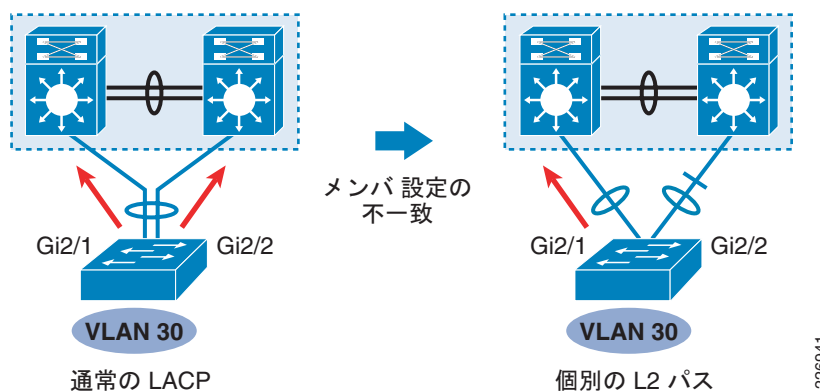 メンバ 設定の
不一致
Gi2/1
Gi2/2
VLAN 30
通常の LACP
Gi2/1
Gi2/2
VLAN 30
個別の L2 パス